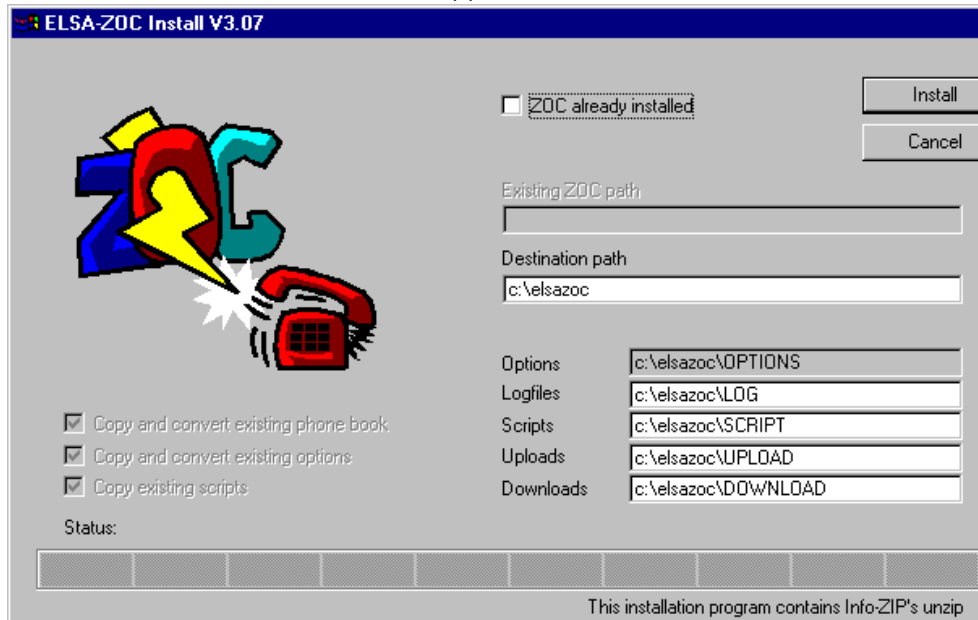 ELSA-ZOC Install V3.07
ZOC
ZOC already installed
Install
Cancel
Existing ZOC path
Destination path
c:\elsazoc
Options
c:\elsazoc\OPTIONS
Logfiles
c:\elsazoc\LOG
Scripts
c:\elsazoc\SCRIPT
Uploads
c:\elsazoc\UPLOAD
Downloads
c:\elsazoc\DOWNLOAD
Copy and convert existing phone book
Copy and convert existing options
Copy existing scripts
Status:
This installation program contains Info-ZIP's unzip